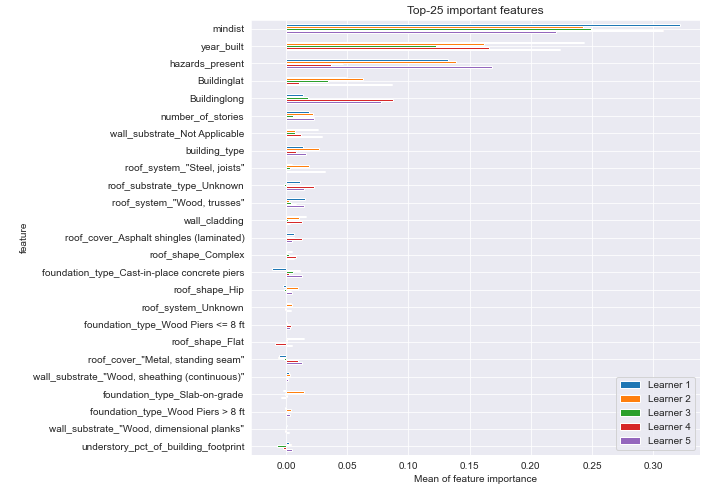 Top-25 important features
mindist
year_built
hazards_present
Buildinglat
Buildinglong
number_of_stories
wall_substrate_Not Applicable
building_type
roof_system_"Steel, joists"
roof_substrate_type_Unknown
roof_system_"Wood, trusses"
wall_cladding
roof_cover_Asphalt shingles (laminated)
roof_shape_Complex
foundation_type_Cast-in-place concrete piers
roof_shape_Hip
roof_system_Unknown
foundation_type_Wood Piers <= 8 ft
roof_shape_Flat
roof_cover_"Metal, standing seam"
wall_substrate_"Wood, sheathing (continuous)"
foundation_type_Slab-on-grade
foundation_type_Wood Piers > 8 ft
wall_substrate_"Wood, dimensional planks"
understory_pct_of_building_footprint
feature
0.00 0.05 0.10 0.15 0.20 0.25 0.30
Mean of feature importance
Learner 1
Learner 2
Learner 3
Learner 4
Learner 5